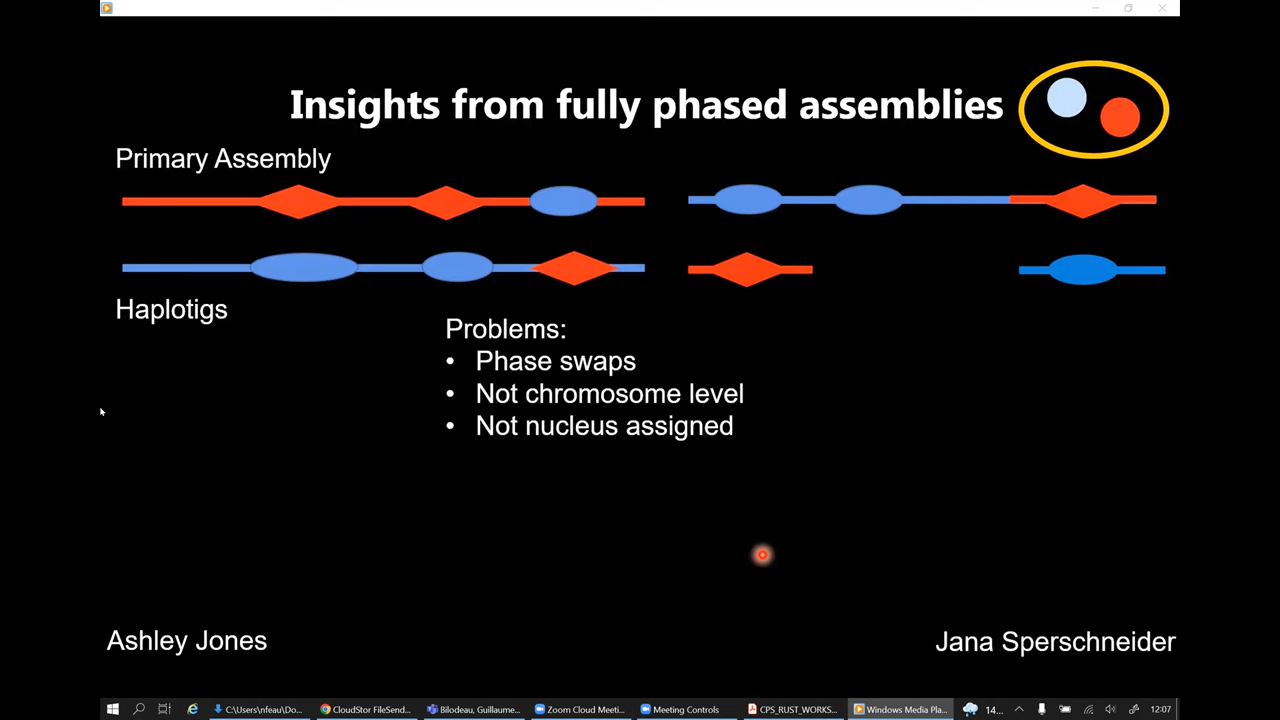 Insights from fully phased assemblies
Primary Assembly
Haplotigs
Problems:
• Phase swaps
• Not chromosome level
• Not nucleus assigned
Ashley Jones
Jana Sperschneider
C:\Users\nfeau\Do...
CloudStor FileSend...
Bilodeau, Guillaume...
Zoom Cloud Meeti...
Meeting Controls
CPS_RUST_WORKS...
Windows Media Pla...
14...
12:07